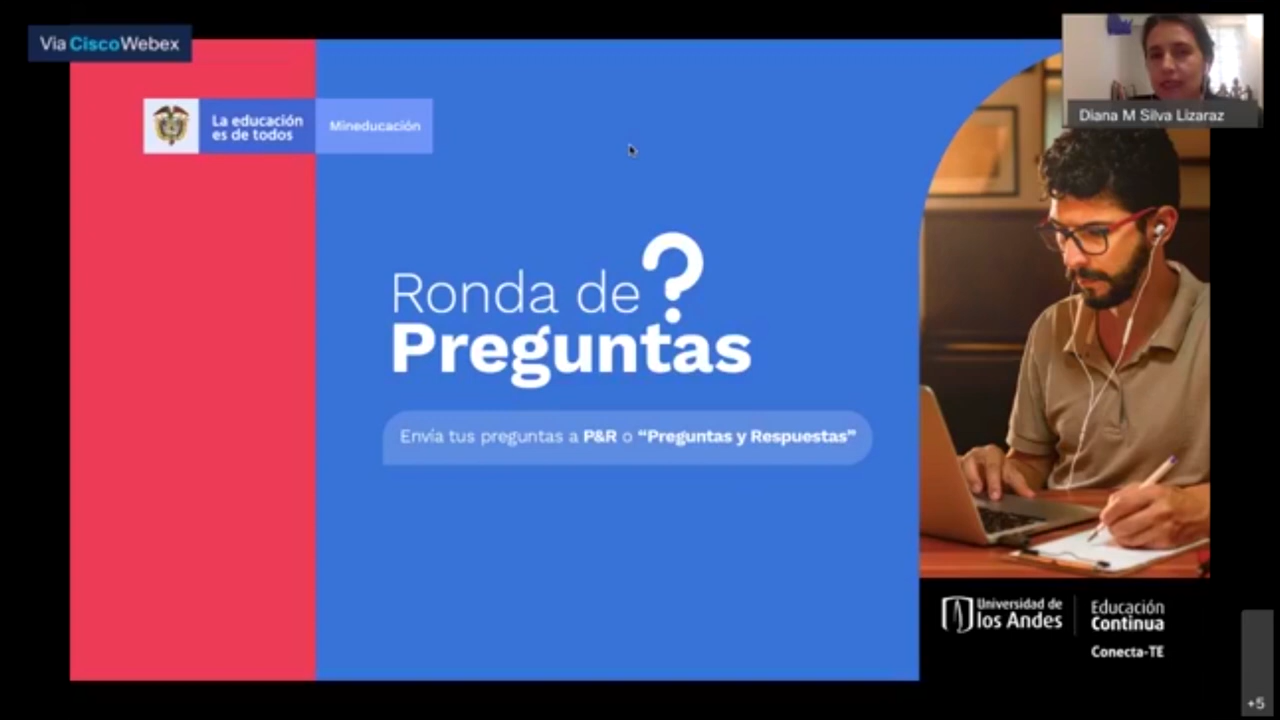 Via CiscoWebex
Diana M Silva Lizaraz
La educación
es de todos
Mineducación
Ronda de ?
Preguntas
Envía tus preguntas a P&R o “Preguntas y Respuestas”
Universidad de
los Andes
Educación
Continua
Conecta-TE
+5